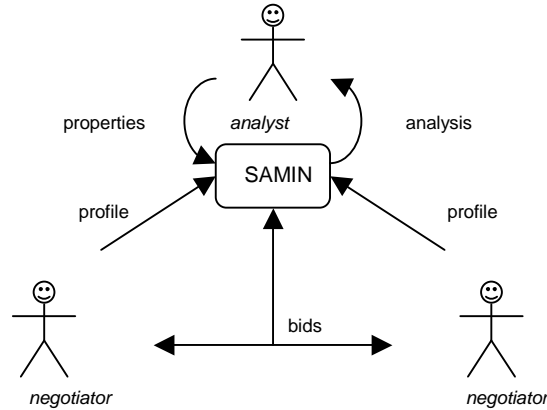 properties
analyst
analysis
SAMIN
profile
profile
bids
negotiator
negotiator